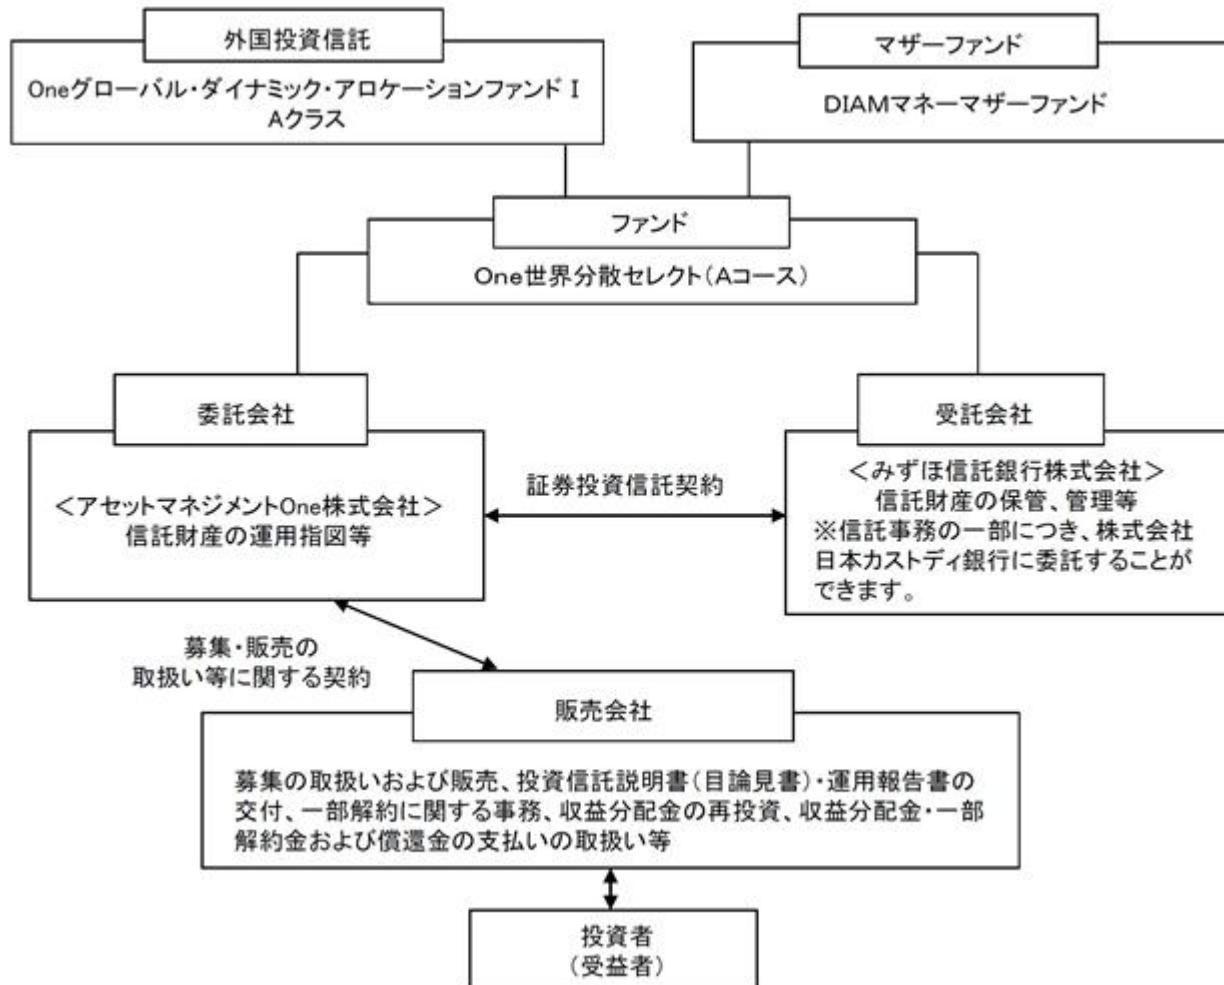 外国投資信託
Oneグローバル・ダイナミック・アロケーションファンドⅠ
Aクラス
マザーファンド
DIAMマネーマザーファンド
ファンド
One世界分散セレクト(Aコース)
委託会社
<アセットマネジメントOne株式会社>
信託財産の運用指図等
証券投資信託契約
受託会社
<みずほ信託銀行株式会社>
信託財産の保管、管理等
※信託事務の一部につき、株式会社
日本カストディ銀行に委託することが
できます。
募集・販売の
取扱い等に関する契約
販売会社
募集の取扱いおよび販売、投資信託説明書(目論見書)・運用報告書の
交付、一部解約に関する事務、収益分配金の再投資、収益分配金・一部
解約金および償還金の支払いの取扱い等
投資者
(受益者)